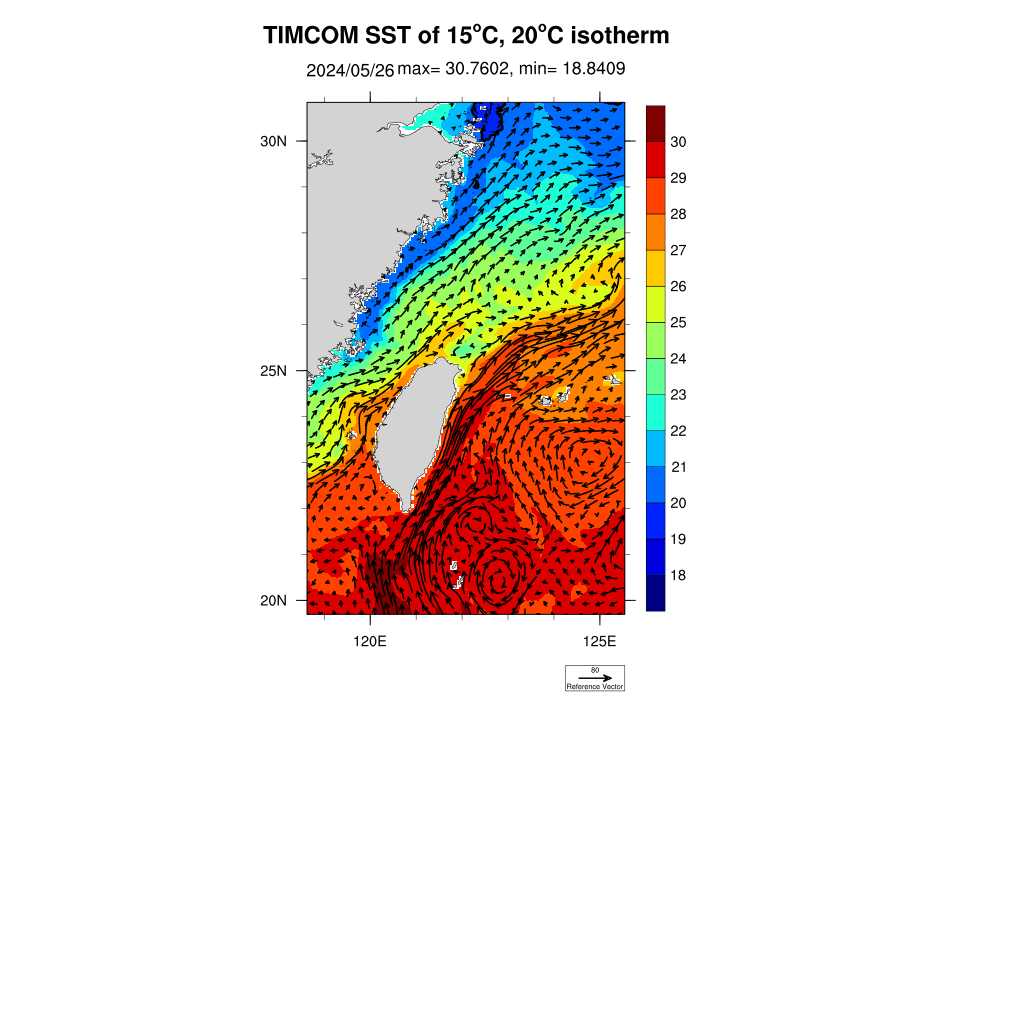 TIMCOM SST of 15°C, 20°C isotherm
2024/05/26 max= 30.7602, min= 18.8409
30N
25N
20N
120E
125E
30
29
28
27
26
25
24
23
22
21
20
19
18
80
Reference Vector